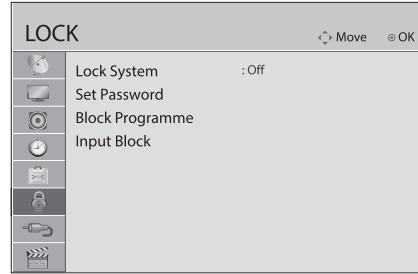 LOCK
Move OK
Lock System : Off
Set Password
Block Programme
Input Block